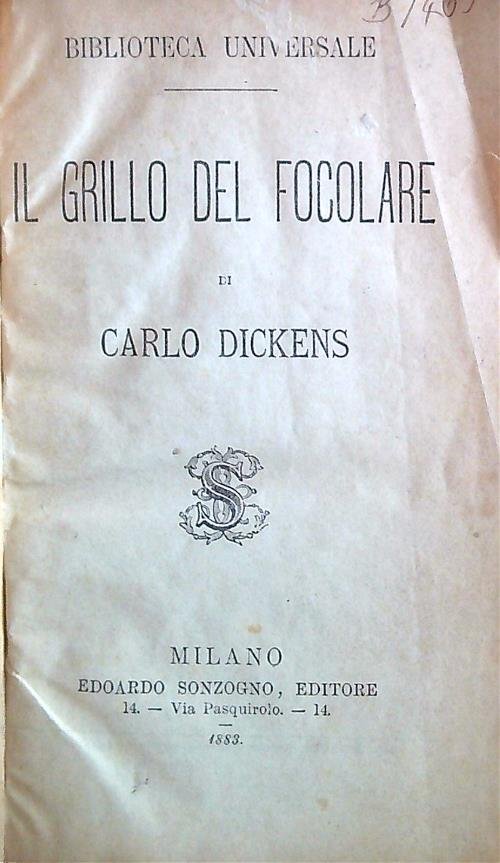 BIBLIOTECA UNIVERSALE
IL GRILLO DEL FOCOLARE
DI
CARLO DICKENS
S
MILANO
EDOARDO SONZOGNO, EDITORE
14. — Via Pasquirolo. — 14.
1883.